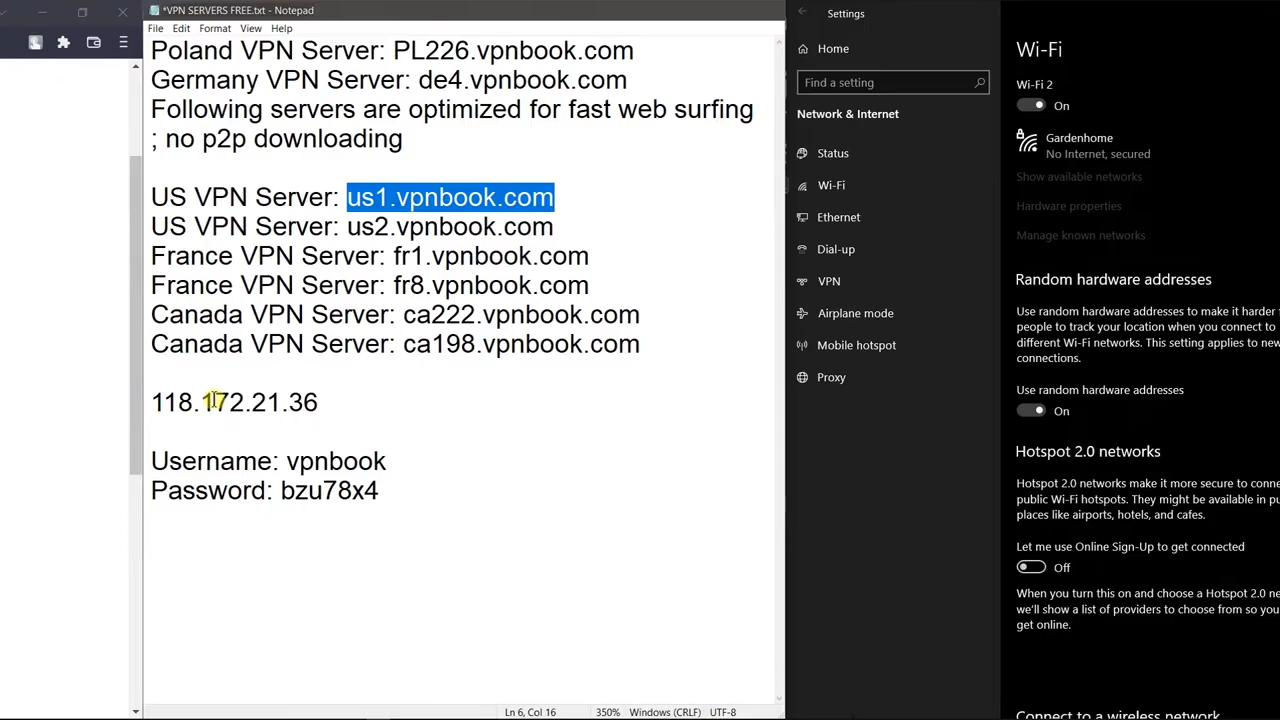 *VPN SERVERS FREE.txt - Notepad
File Edit Format View Help
Poland VPN Server: PL226.vpnbook.com
Germany VPN Server: de4.vpnbook.com
Following servers are optimized for fast web surfing
; no p2p downloading
US VPN Server: us1.vpnbook.com
US VPN Server: us2.vpnbook.com
France VPN Server: fr1.vpnbook.com
France VPN Server: fr8.vpnbook.com
Canada VPN Server: ca222.vpnbook.com
Canada VPN Server: ca198.vpnbook.com
118.172.21.36
Username: vpnbook
Password: bzu78x4
Ln 6, Col 16 350% Windows (CRLF) UTF-8
Settings
Home
Find a setting
Network & Internet
Status
Wi-Fi
Ethernet
Dial-up
VPN
Airplane mode
Mobile hotspot
Proxy
Wi-Fi
Wi-Fi 2
On
Gardenhome
No Internet, secured
Show available networks
Hardware properties
Manage known networks
Random hardware addresses
Use random hardware addresses to make it harder f
people to track your location when you connect to
different Wi-Fi networks. This setting applies to new
connections.
Use random hardware addresses
On
Hotspot 2.0 networks
Hotspot 2.0 networks make it more secure to conne
public Wi-Fi hotspots. They might be available in pu
places like airports, hotels, and cafes.
Let me use Online Sign-Up to get connected
Off
When you turn this on and choose a Hotspot 2.0 ne
we'll show a list of providers to choose from so you
get online.
Connect to a wireless network